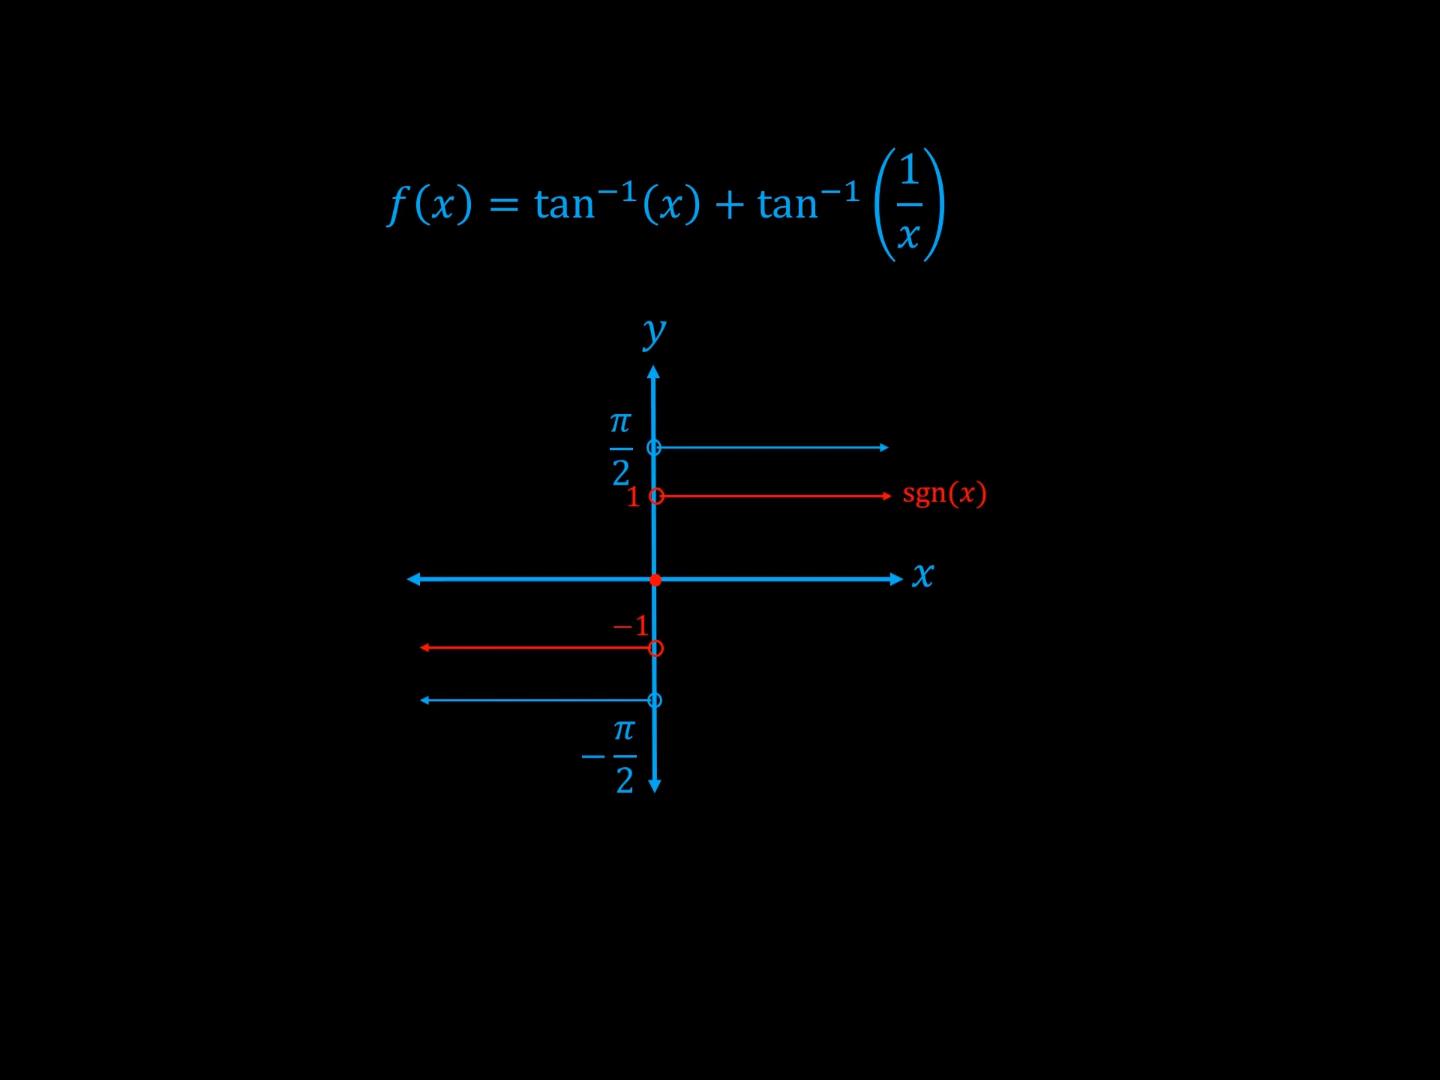 f(x) = tan⁻¹(x) + tan⁻¹(1/x)
y
π/2
1
sgn(x)
x
−1
−π/2